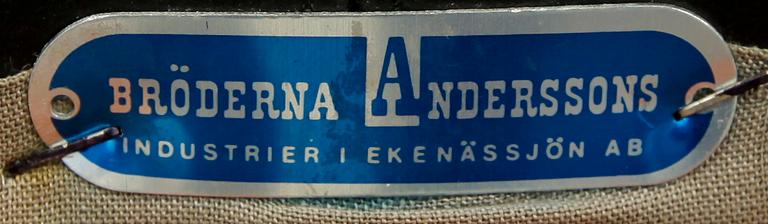 BRÖDERNA ANDERSSONS
INDUSTRIER I EKENÄSSJÖN AB